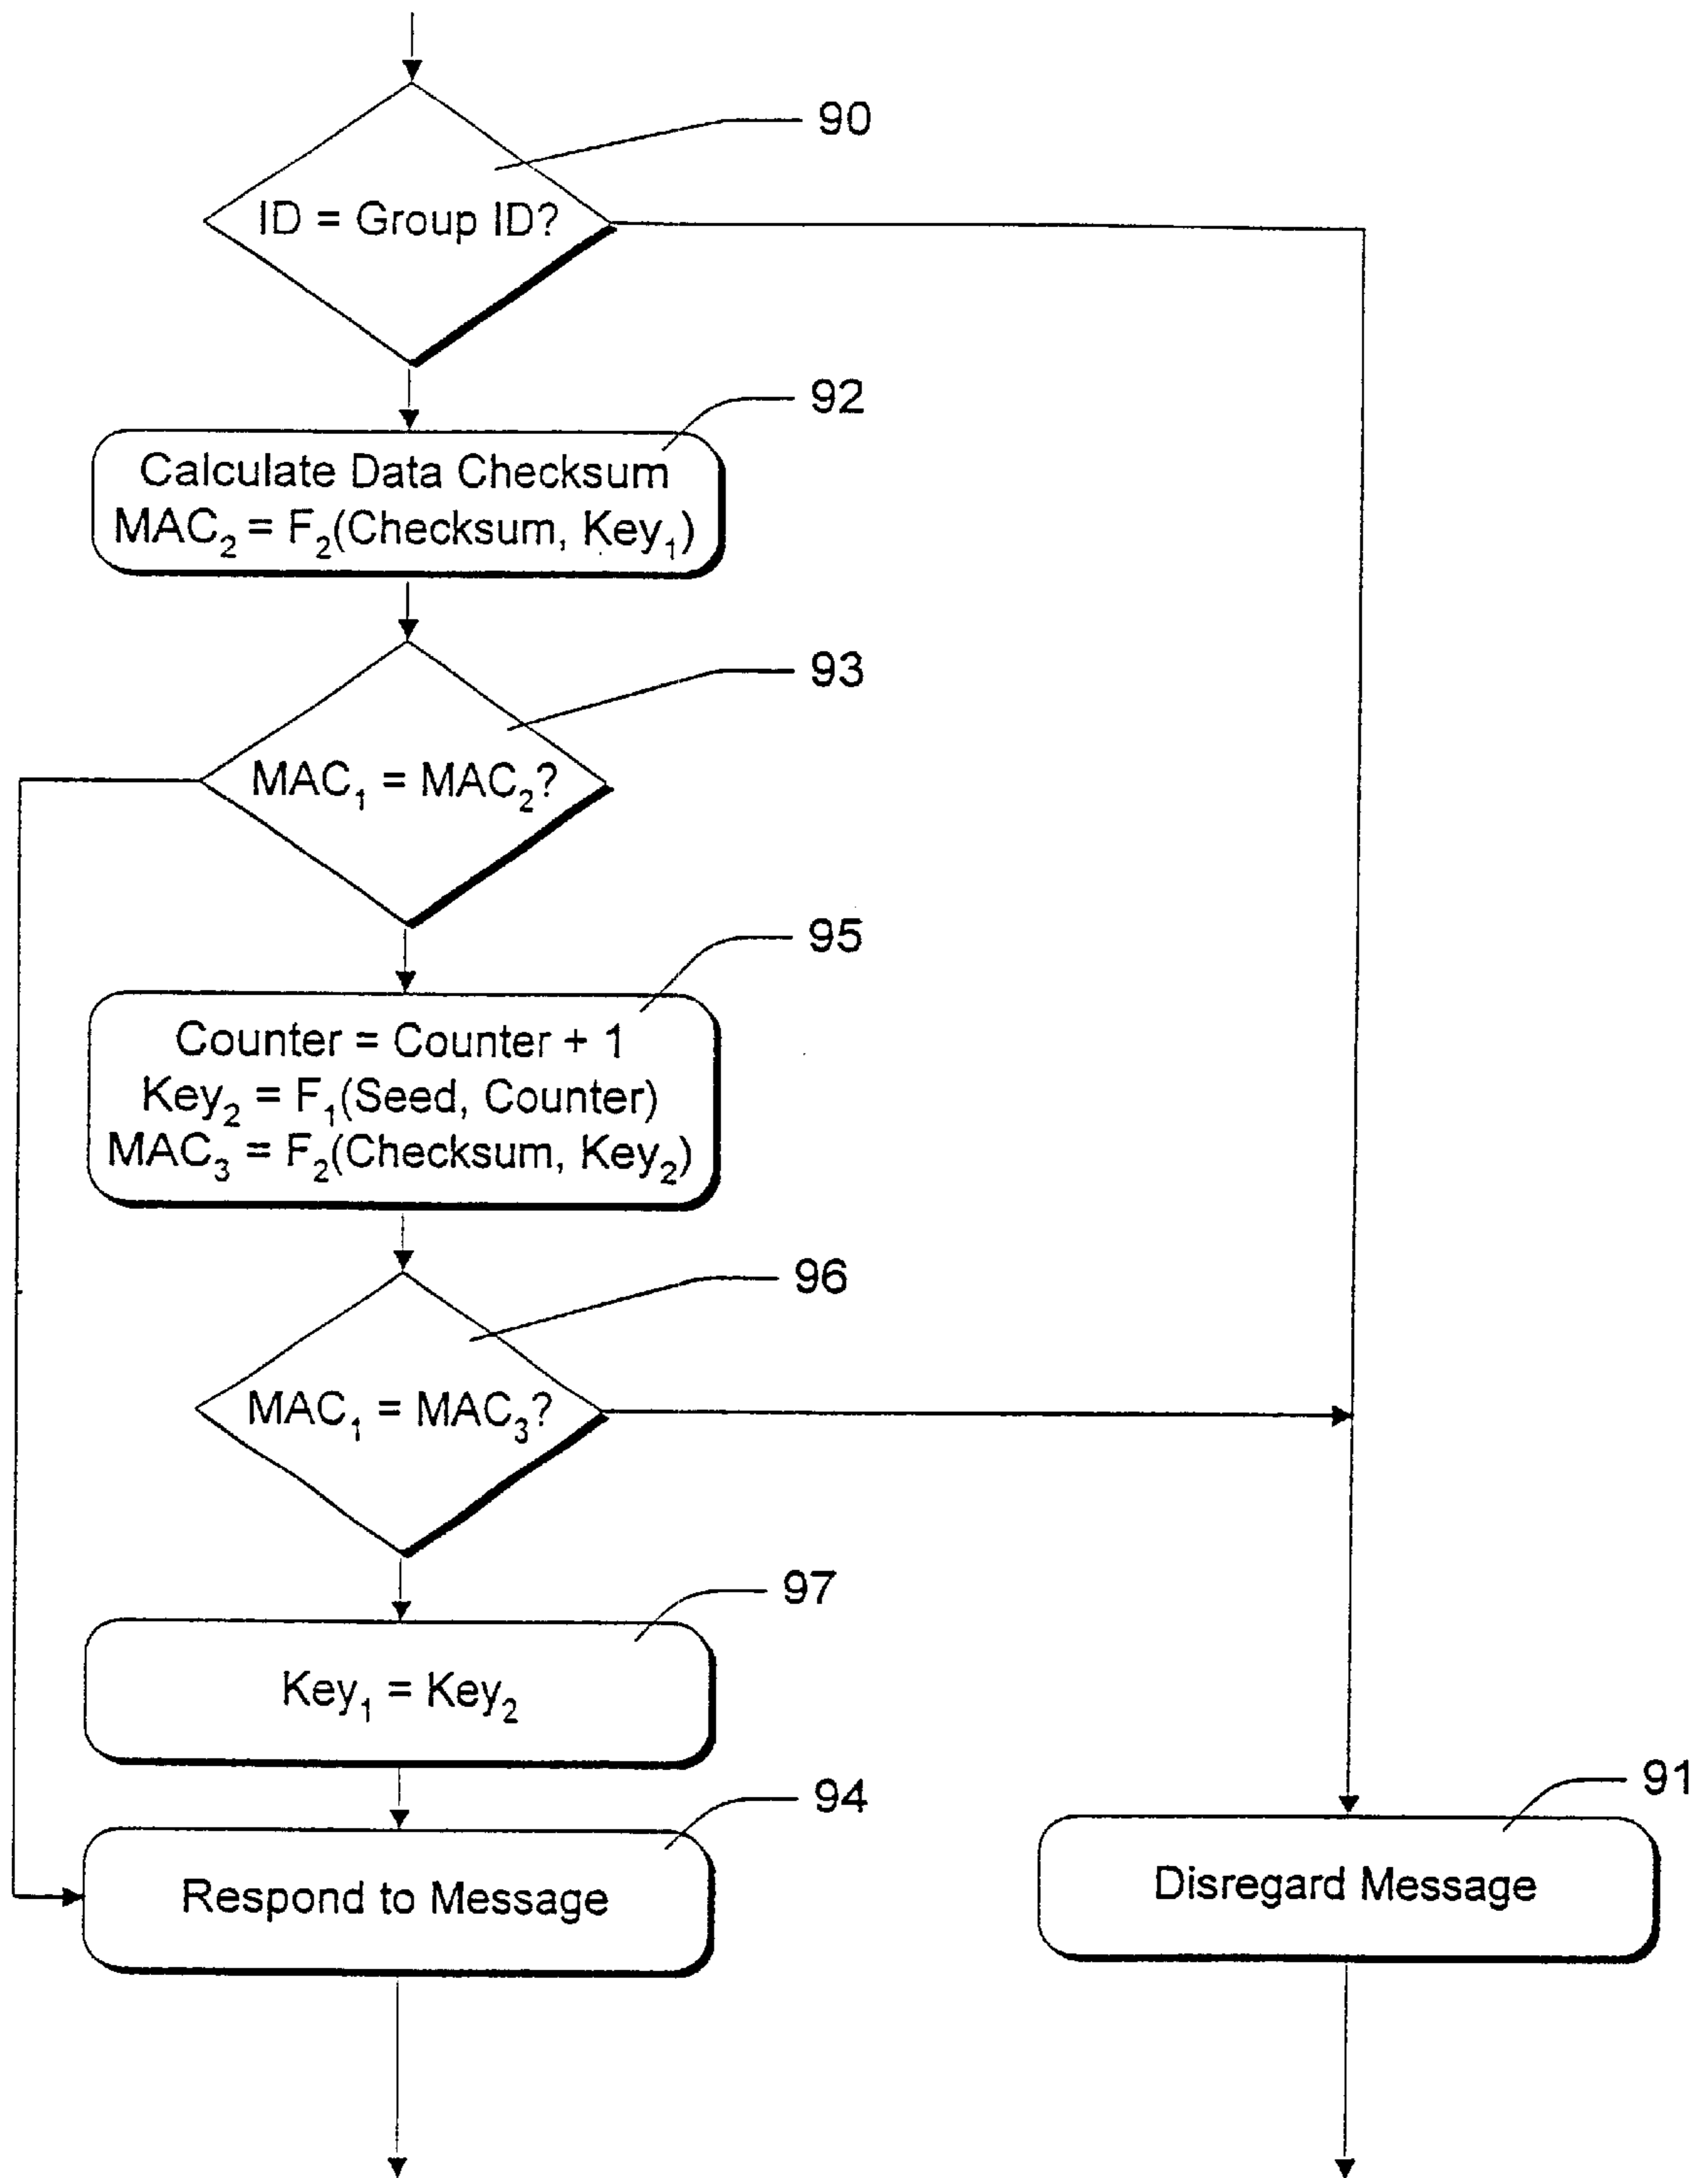 90
ID = Group ID?
92
Calculate Data Checksum
MAC₂ = F₂(Checksum, Key₁)
93
MAC₁ = MAC₂?
95
Counter = Counter + 1
Key₂ = F₁(Seed, Counter)
MAC₃ = F₂(Checksum, Key₂)
96
MAC₁ = MAC₃?
97
Key₁ = Key₂
94
Respond to Message
91
Disregard Message